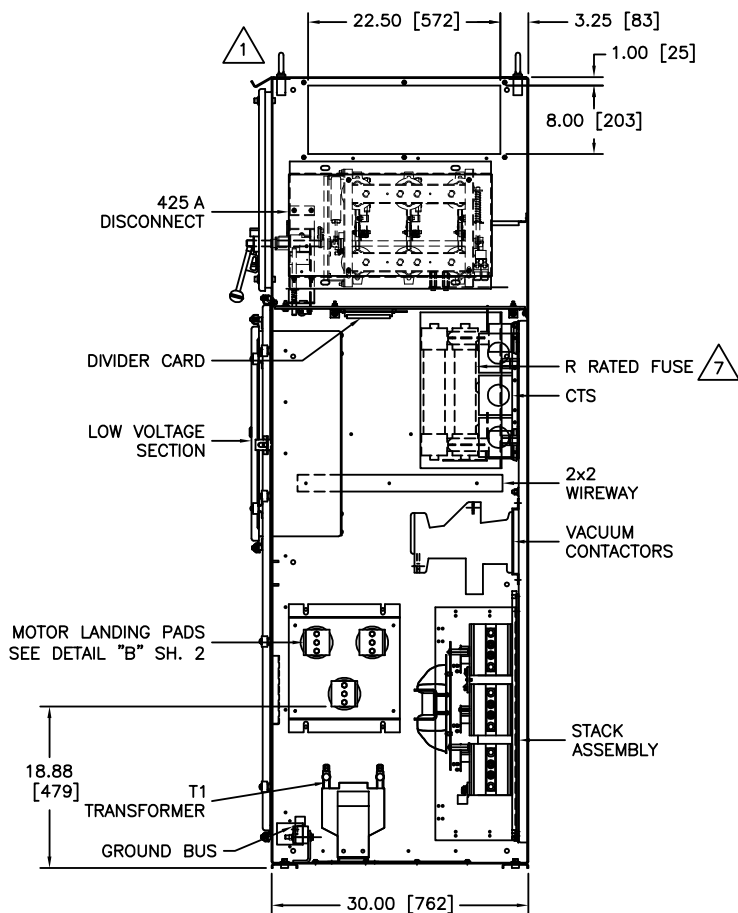 22.50 [572]
3.25 [83]
1
1.00 [25]
8.00 [203]
425 A
DISCONNECT
DIVIDER CARD
R RATED FUSE
7
CTS
LOW VOLTAGE
SECTION
2x2
WIREWAY
VACUUM
CONTACTORS
MOTOR LANDING PADS
SEE DETAIL "B" SH. 2
STACK
ASSEMBLY
18.88
[479]
T1
TRANSFORMER
GROUND BUS
30.00 [762]